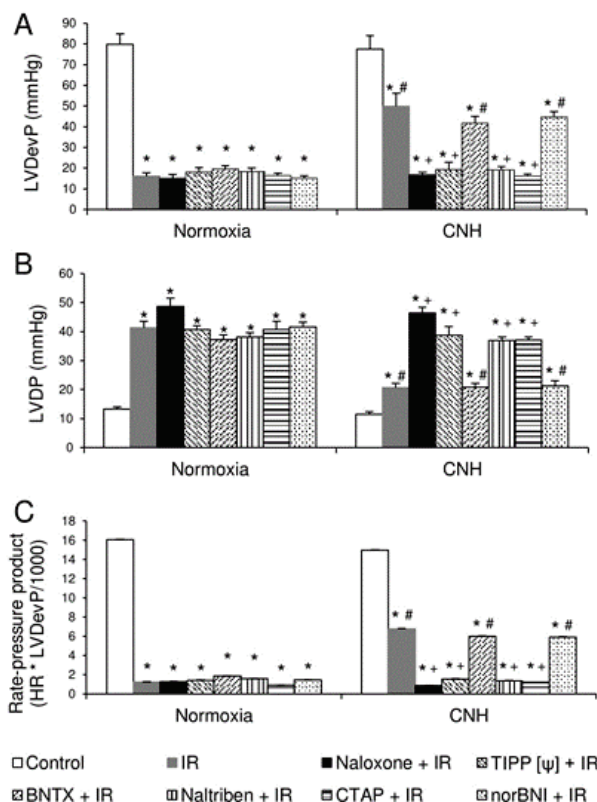 A
LVDevP (mmHg)
90
80
70
60
50
40
30
20
10
0
* * * * * * *
* # * + * + * # * + * + * #
Normoxia CNH
B
LVDP (mmHg)
60
50
40
30
20
10
0
* * * * * * *
* # * + * + * # * + * + * #
Normoxia CNH
C
Rate-pressure product
(HR * LVDevP/1000)
18
16
14
12
10
8
6
4
2
0
* * * * * * *
* # * + * + * # * + * + * #
Normoxia CNH
Control IR Naloxone + IR TIPP [ψ] + IR
BNTX + IR Naltriben + IR CTAP + IR norBNI + IR